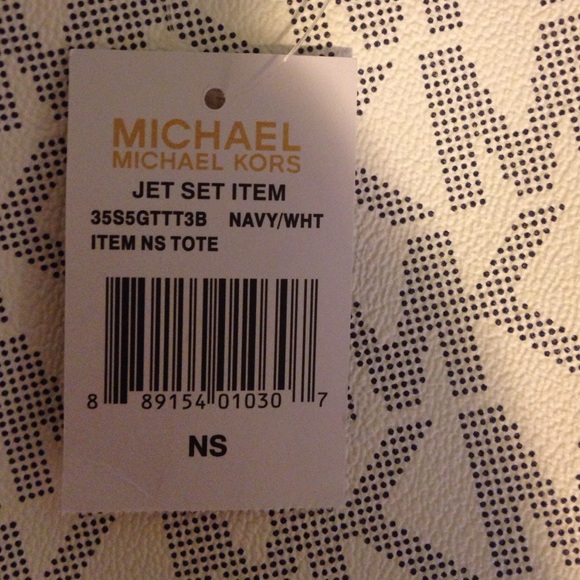 MICHAEL
MICHAEL KORS
JET SET ITEM
35S5GTTT3B NAVY/WHT
ITEM NS TOTE
8 89154 01030 7
NS